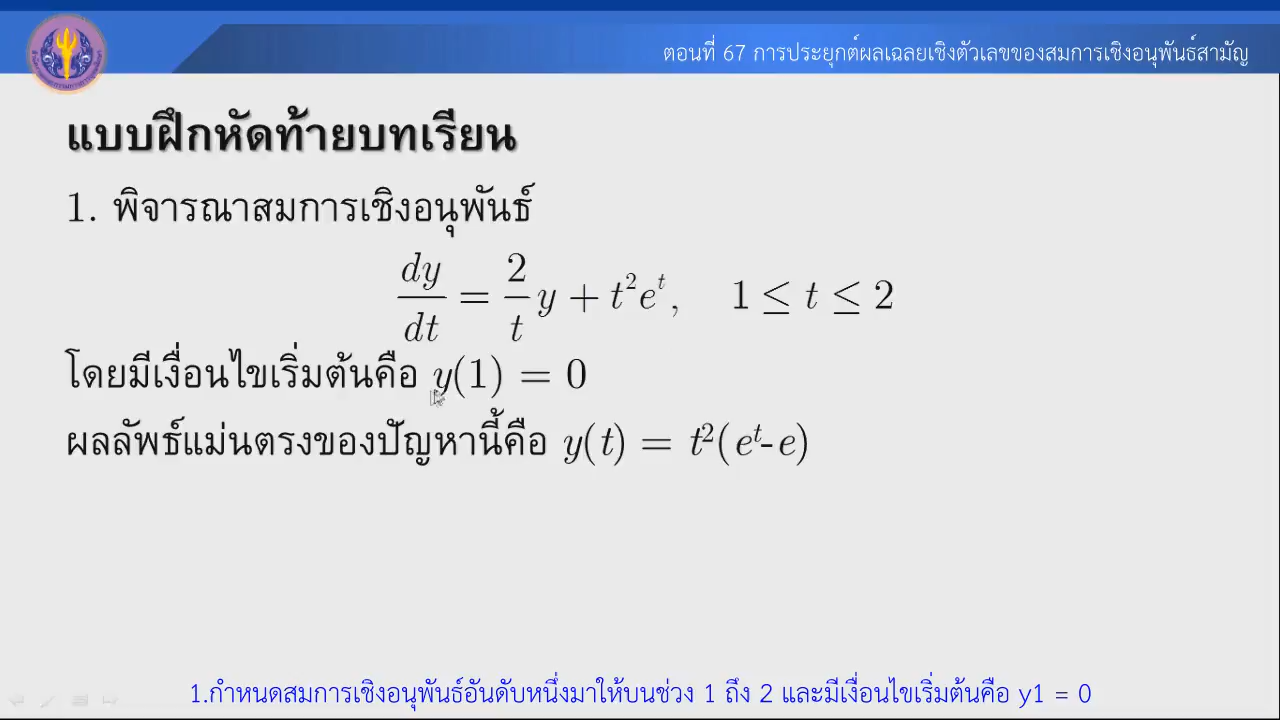 ตอนที่ 67 การประยุกต์ผลเฉลยเชิงตัวเลขของสมการเชิงอนุพันธ์สามัญ
แบบฝึกหัดท้ายบทเรียน
1. พิจารณาสมการเชิงอนุพันธ์
dy/dt = 2/t y + t²eᵗ, 1 ≤ t ≤ 2
โดยมีเงื่อนไขเริ่มต้นคือ y(1) = 0
ผลลัพธ์แม่นตรงของปัญหานี้คือ y(t) = t²(eᵗ-e)
1.กำหนดสมการเชิงอนุพันธ์อันดับหนึ่งมาให้บนช่วง 1 ถึง 2 และมีเงื่อนไขเริ่มต้นคือ y1 = 0